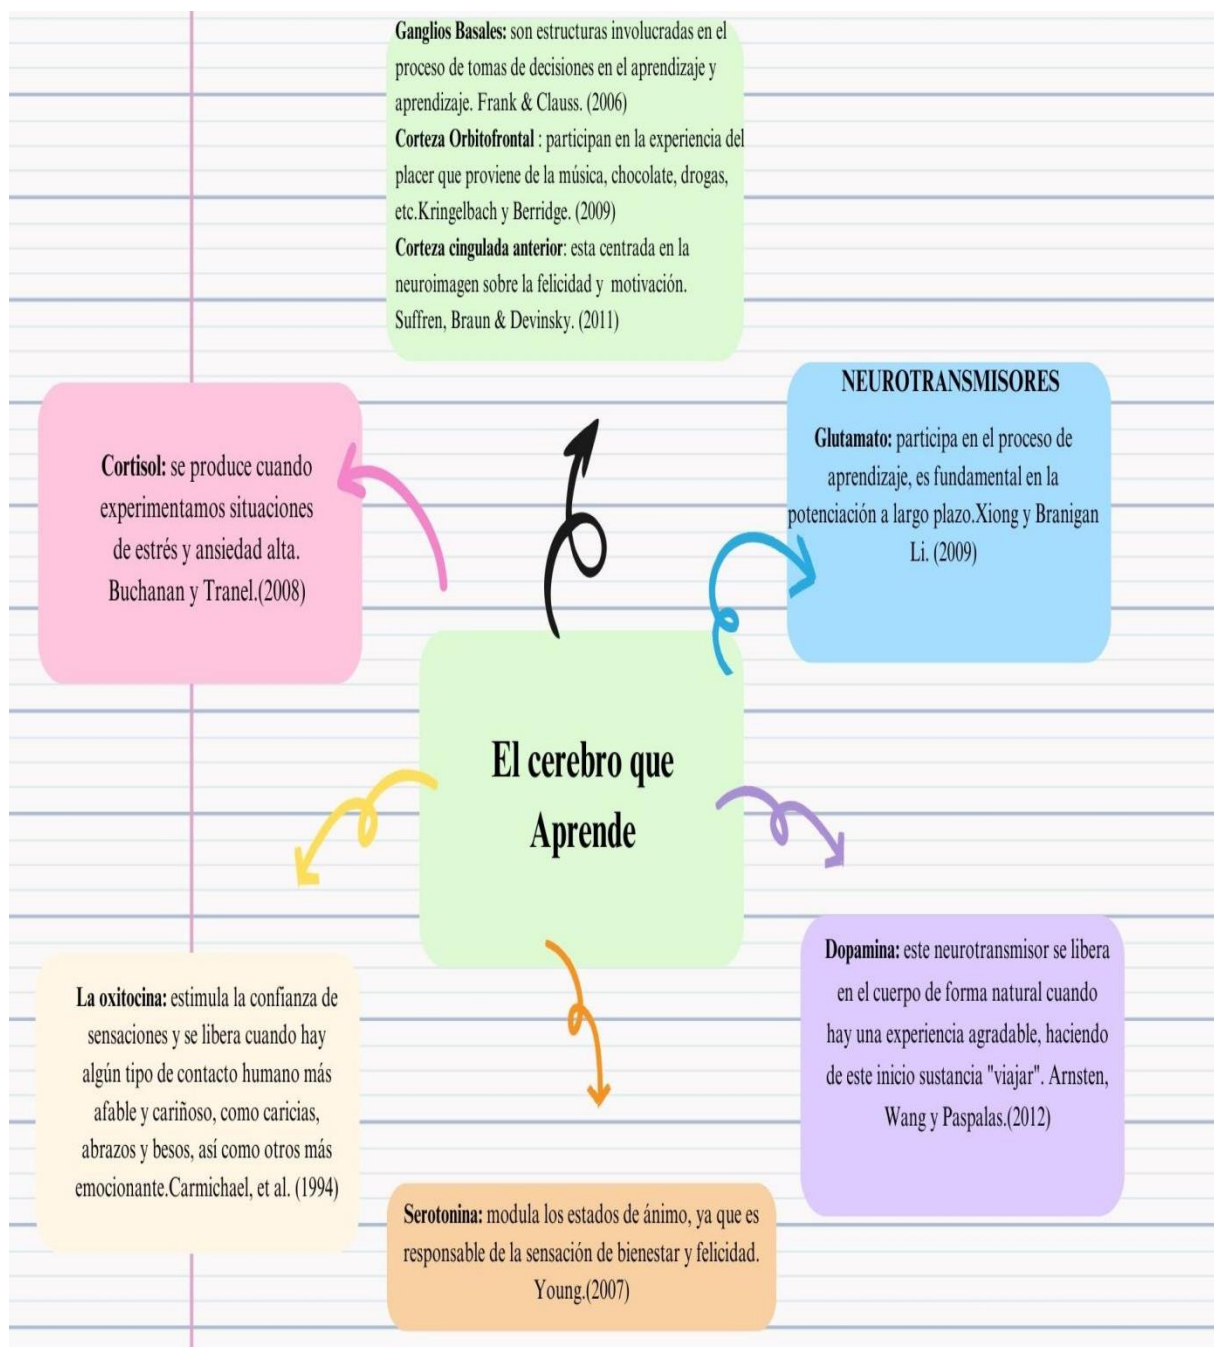 Ganglios Basales: son estructuras involucradas en el
proceso de tomas de decisiones en el aprendizaje y
aprendizaje. Frank & Clauss. (2006)
Corteza Orbitofrontal : participan en la experiencia del
placer que proviene de la música, chocolate, drogas,
etc.Kringelbach y Berridge. (2009)
Corteza cingulada anterior: esta centrada en la
neuroimagen sobre la felicidad y motivación.
Suffren, Braun & Devinsky. (2011)
NEUROTRANSMISORES
Glutamato: participa en el proceso de
aprendizaje, es fundamental en la
potenciación a largo plazo.Xiong y Branigan
Li. (2009)
Cortisol: se produce cuando
experimentamos situaciones
de estrés y ansiedad alta.
Buchanan y Tranel.(2008)
El cerebro que
Aprende
Dopamina: este neurotransmisor se libera
en el cuerpo de forma natural cuando
hay una experiencia agradable, haciendo
de este inicio sustancia "viajar". Arnsten,
Wang y Paspalas.(2012)
La oxitocina: estimula la confianza de
sensaciones y se libera cuando hay
algún tipo de contacto humano más
afable y cariñoso, como caricias,
abrazos y besos, así como otros más
emocionante.Carmichael, et al. (1994)
Serotonina: modula los estados de ánimo, ya que es
responsable de la sensación de bienestar y felicidad.
Young.(2007)